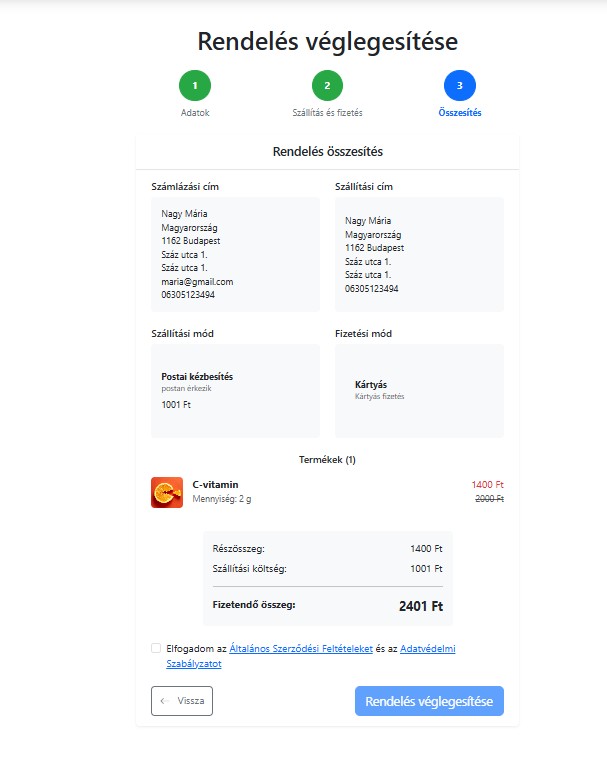 Rendelés véglegesítése
1
2
3
Adatok
Szállítás és fizetés
Összesítés
Rendelés összesítés
Számlázási cím
Nagy Mária
Magyarország
1162 Budapest
Száz utca 1.
Száz utca 1.
maria@gmail.com
06305123494
Szállítási cím
Nagy Mária
Magyarország
1162 Budapest
Száz utca 1.
Száz utca 1.
06305123494
Szállítási mód
Postai kézbesítés
postan érkezik
1001 Ft
Fizetési mód
Kártyás
Kártyás fizetés
Termékek (1)
C-vitamin
1400 Ft
Mennyiség: 2 g
2000 Ft
Részösszeg: 1400 Ft
Szállítási költség: 1001 Ft
Fizetendő összeg: 2401 Ft
Elfogadom az Általános Szerződési Feltételeket és az Adatvédelmi
Szabályzatot
← Vissza
Rendelés véglegesítése